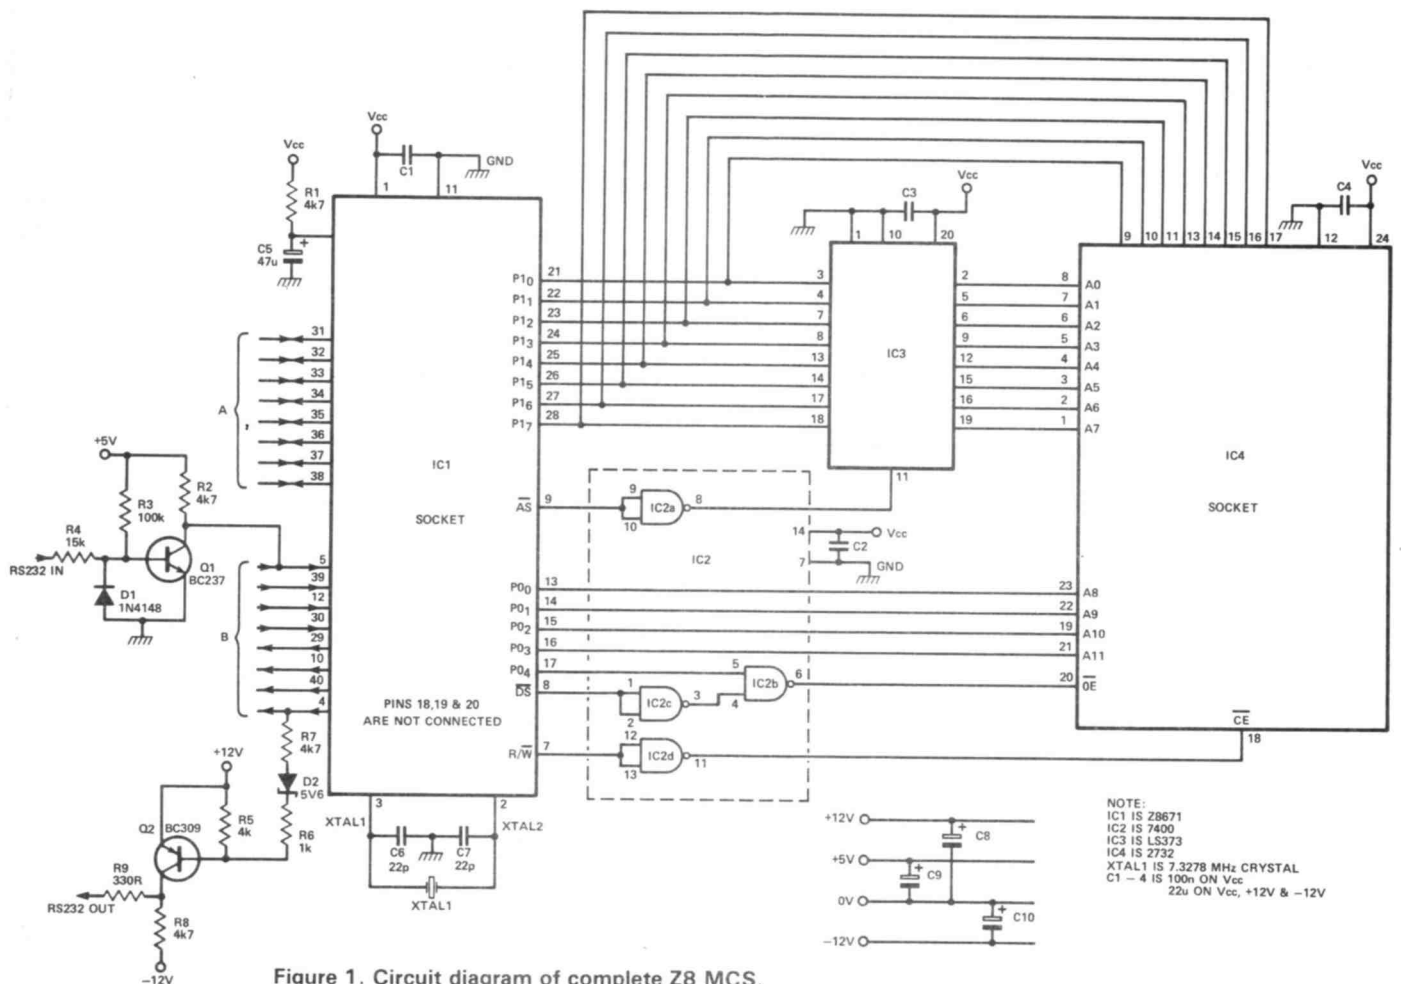 Vcc
C1
GND
1
11
Vcc
R1
4k7
C5
+
47u
C3
Vcc
1
10
20
C4
Vcc
9
10
11
13
14
15
16
17
12
24
P10 21
P11 22
P12 23
P13 24
P14 25
P15 26
P16 27
P17 28
3
4
7
8
13
14
17
18
IC3
2
5
6
9
12
15
16
19
11
8 A0
7 A1
6 A2
5 A3
4 A4
3 A5
2 A6
1 A7
IC4
SOCKET
A
,
31
32
33
34
35
36
37
38
IC1
SOCKET
+5V
R2
4k7
R3
100k
R4
15k
RS232 IN
Q1
BC237
D1
1N4148
B
5
39
12
30
29
10
40
4
AS 9
9
10
IC2a
8
IC2
14
Vcc
C2
7
GND
P00 13
P01 14
P02 15
P03 16
P04 17
DS 8
R/W 7
1
2
IC2c
3
5
4
IC2b
6
12
13
IC2d
11
23 A8
22 A9
19 A10
21 A11
20 OE
CE
18
PINS 18,19 & 20
ARE NOT CONNECTED
R7
4k7
D2
5V6
R6
1k
+12V
R5
4k
Q2
BC309
R9
330R
RS232 OUT
R8
4k7
−12V
3
XTAL1
2
XTAL2
C6
22p
C7
22p
XTAL1
+12V
+
C8
+5V
+
C9
0V
+
C10
−12V
NOTE:
IC1 IS Z8671
IC2 IS 7400
IC3 IS LS373
IC4 IS 2732
XTAL1 IS 7.3278 MHz CRYSTAL
C1 – 4 IS 100n ON Vcc
22u ON Vcc, +12V & −12V
Figure 1. Circuit diagram of complete Z8 MCS.